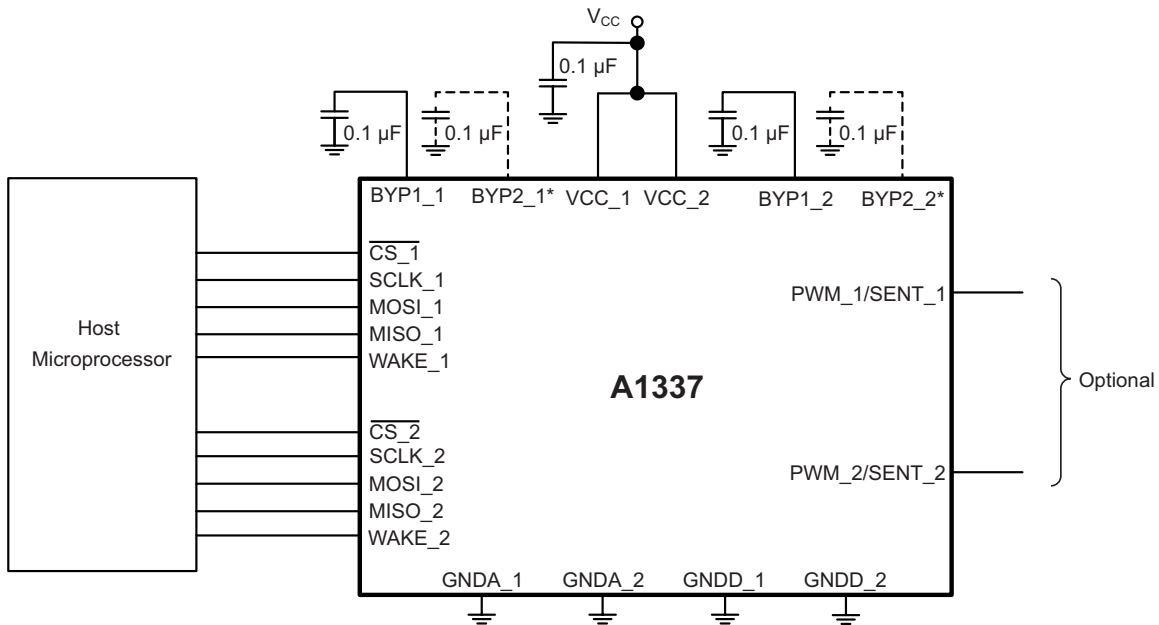 V_CC
0.1 µF
0.1 µF
0.1 µF
0.1 µF
0.1 µF
BYP1_1
BYP2_1*
VCC_1
VCC_2
BYP1_2
BYP2_2*
Host
Microprocessor
CS_1
SCLK_1
MOSI_1
MISO_1
WAKE_1
CS_2
SCLK_2
MOSI_2
MISO_2
WAKE_2
A1337
PWM_1/SENT_1
PWM_2/SENT_2
Optional
GNDA_1
GNDA_2
GNDD_1
GNDD_2